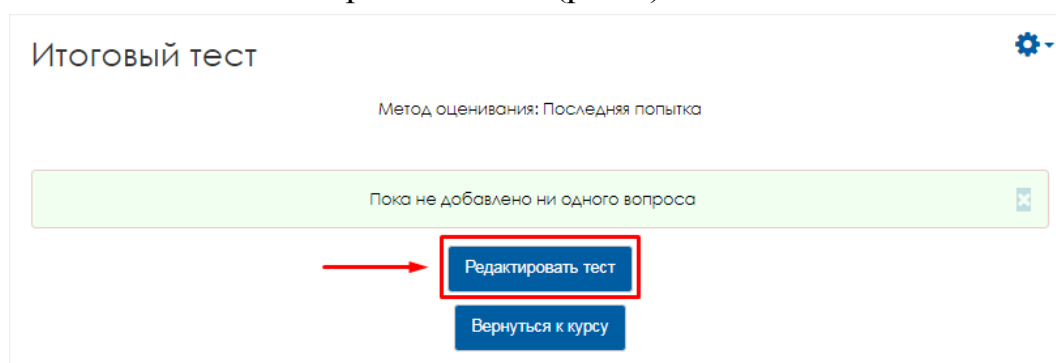 Итоговый тест
Метод оценивания: Последняя попытка
Пока не добавлено ни одного вопроса
Редактировать тест
Вернуться к курсу